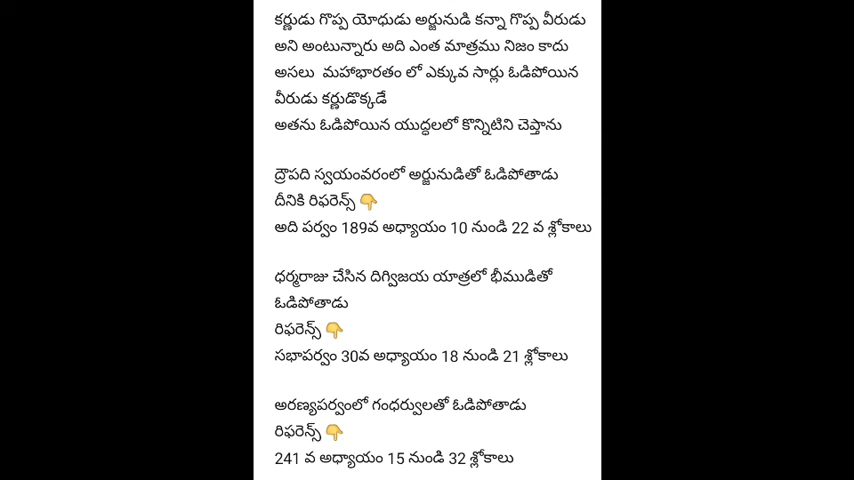 కర్ణుడు గొప్ప యోధుడు అర్జునుడి కన్నా గొప్ప వీరుడు
అని అంటున్నారు అది ఎంత మాత్రము నిజం కాదు
అసలు మహాభారతం లో ఎక్కువ సార్లు ఓడిపోయిన
వీరుడు కర్ణుడొక్కడే
అతను ఓడిపోయిన యుద్ధలలో కొన్నిటిని చెప్తాను
ద్రౌపది స్వయంవరంలో అర్జునుడితో ఓడిపోతాడు
దీనికి రిఫరెన్స్ 👇
అది పర్వం 189వ అధ్యాయం 10 నుండి 22 వ శ్లోకాలు
ధర్మరాజు చేసిన దిగ్విజయ యాత్రలో భీముడితో
ఓడిపోతాడు
రిఫరెన్స్ 👇
సభాపర్వం 30వ అధ్యాయం 18 నుండి 21 శ్లోకాలు
అరణ్యపర్వంలో గంధర్వులతో ఓడిపోతాడు
రిఫరెన్స్ 👇
241 వ అధ్యాయం 15 నుండి 32 శ్లోకాలు